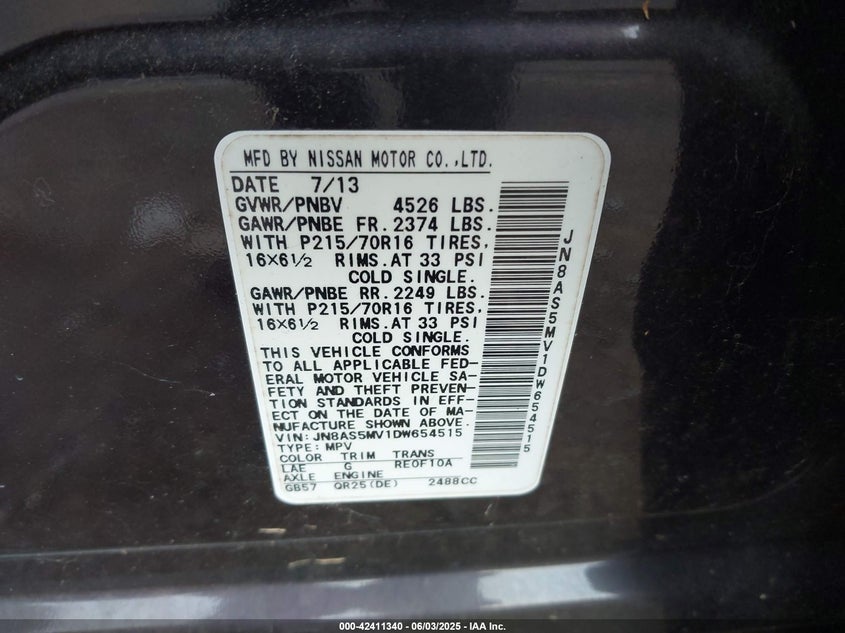 MFD BY NISSAN MOTOR CO.,LTD.
DATE 7/13
GVWR/PNBV 4526 LBS.
GAWR/PNBE FR. 2374 LBS.
WITH P215/70R16 TIRES,
16×6½ RIMS.AT 33 PSI
COLD SINGLE.
GAWR/PNBE RR. 2249 LBS.
WITH P215/70R16 TIRES,
16×6½ RIMS.AT 33 PSI
COLD SINGLE.
THIS VEHICLE CONFORMS
TO ALL APPLICABLE FED-
ERAL MOTOR VEHICLE SA-
FETY AND THEFT PREVEN-
TION STANDARDS IN EFF-
ECT ON THE DATE OF MA-
NUFACTURE SHOWN ABOVE.
VIN: JN8AS5MV1DW654515
TYPE: MPV
COLOR TRIM TRANS
LAE G RE0F10A
AXLE ENGINE
GB57 QR25(DE) 2488CC
JN8AS5MV1DW654515
000-42411340 - 06/03/2025 - IAA Inc.